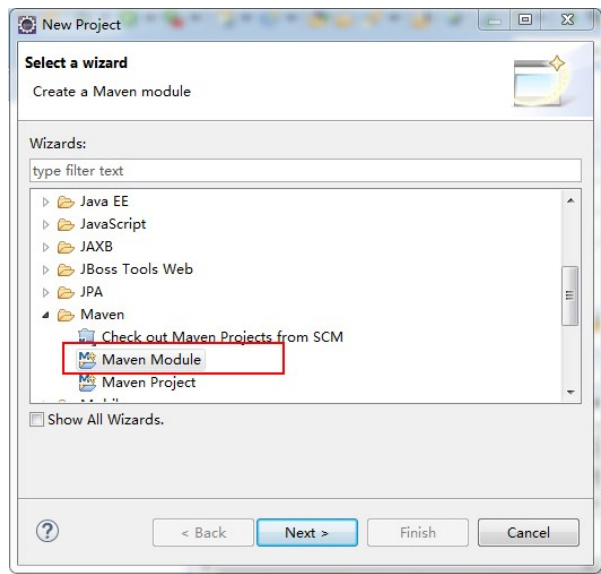 New Project
Select a wizard
Create a Maven module
Wizards:
type filter text
Java EE
JavaScript
JAXB
JBoss Tools Web
JPA
Maven
Check out Maven Projects from SCM
Maven Module
Maven Project
Show All Wizards.
< Back Next > Finish Cancel